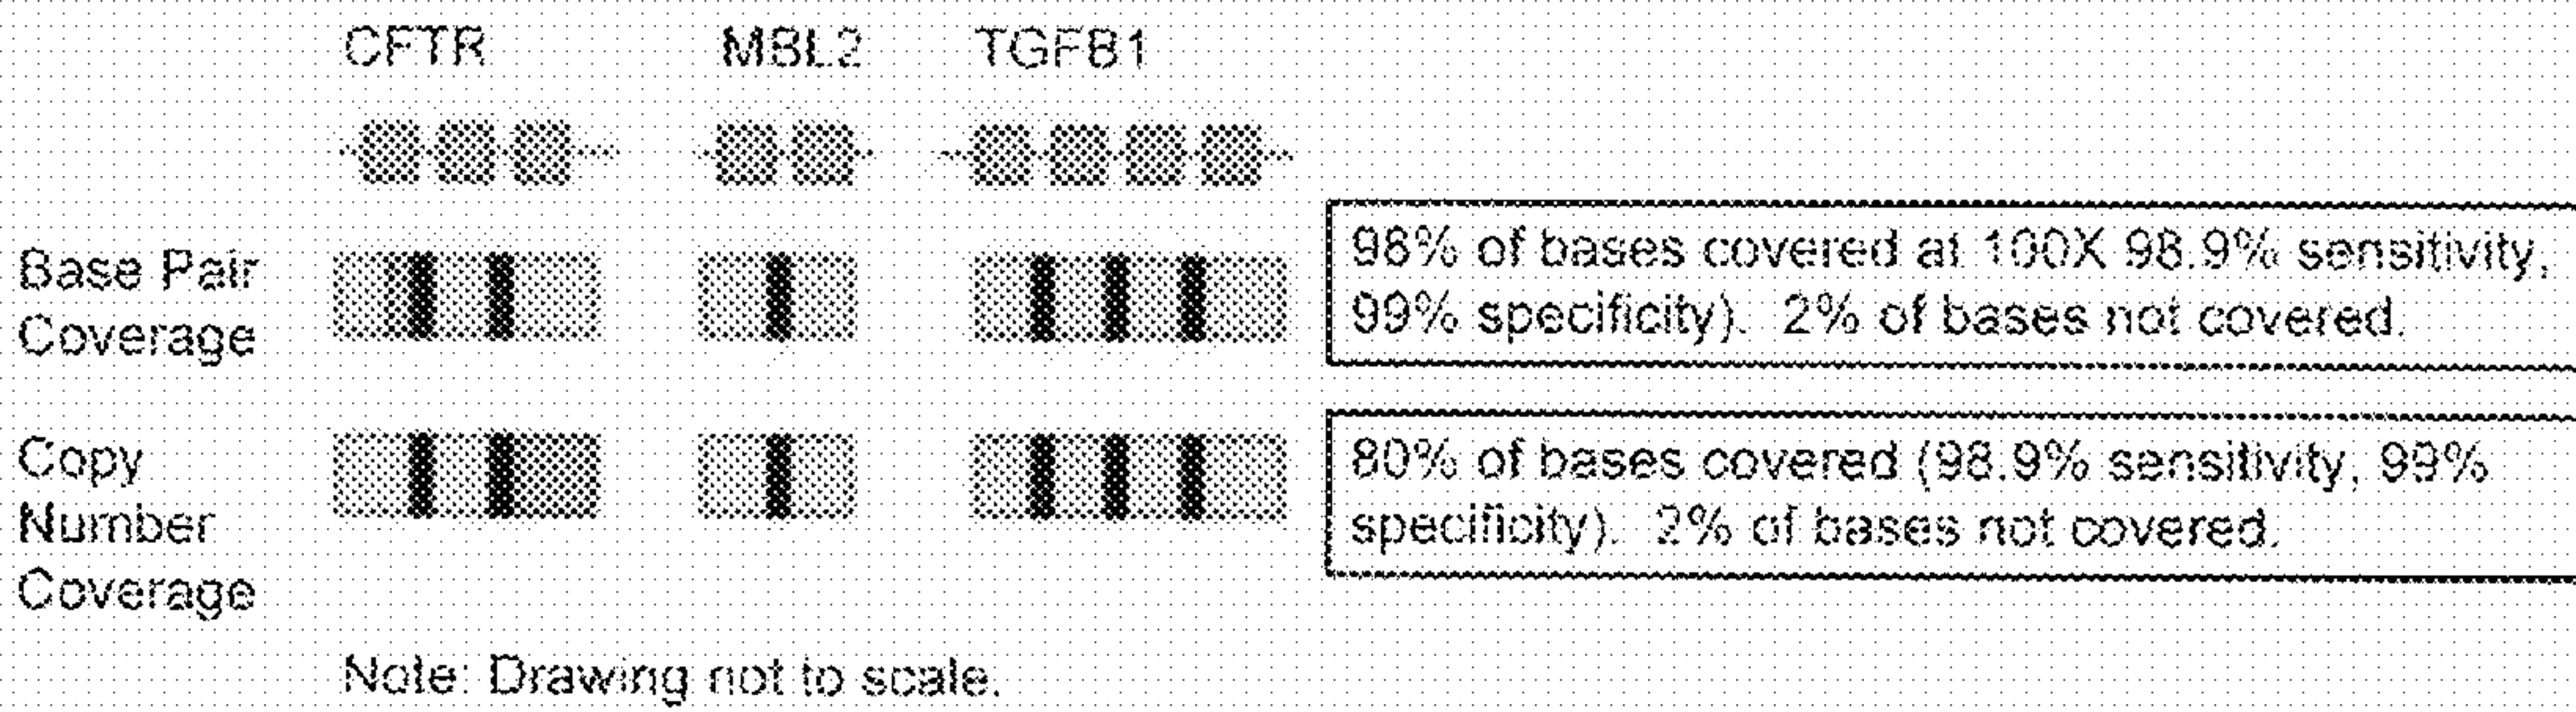 CFTR MBL2 TGFB1
Base Pair
Coverage
98% of bases covered at 100X 98.9% sensitivity,
99% specificity). 2% of bases not covered.
Copy
Number
Coverage
80% of bases covered (98.9% sensitivity, 99%
specificity). 2% of bases not covered.
Note: Drawing not to scale.